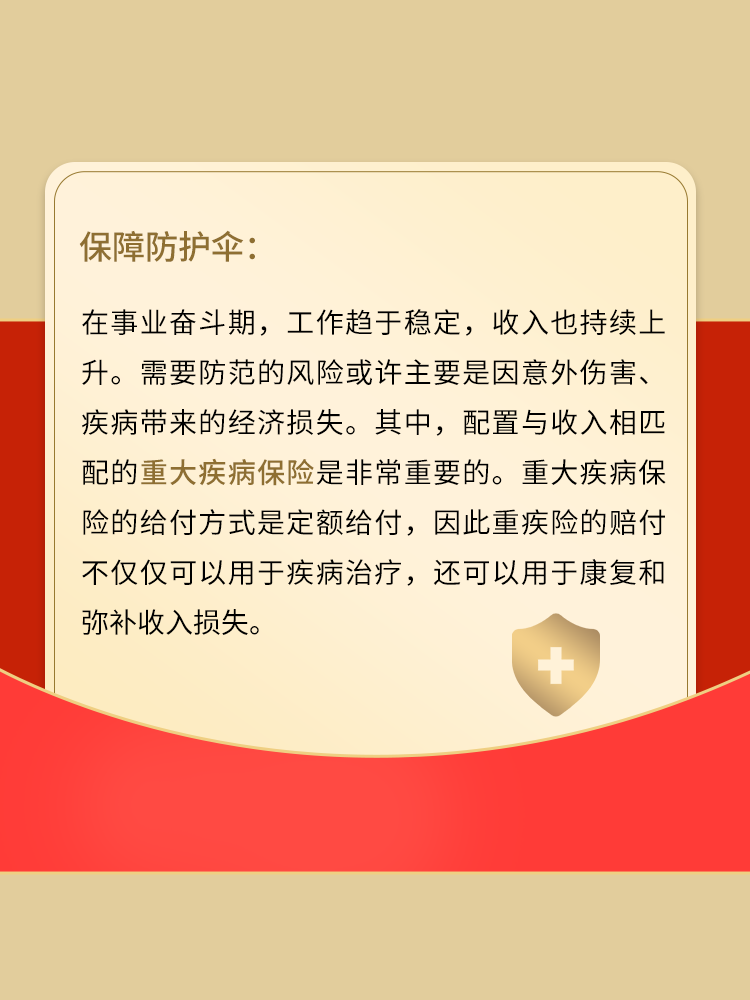 保障防护伞：
在事业奋斗期，工作趋于稳定，收入也持续上
升。需要防范的风险或许主要是因意外伤害、
疾病带来的经济损失。其中，配置与收入相匹
配的重大疾病保险是非常重要的。重大疾病保
险的给付方式是定额给付，因此重疾险的赔付
不仅仅可以用于疾病治疗，还可以用于康复和
弥补收入损失。